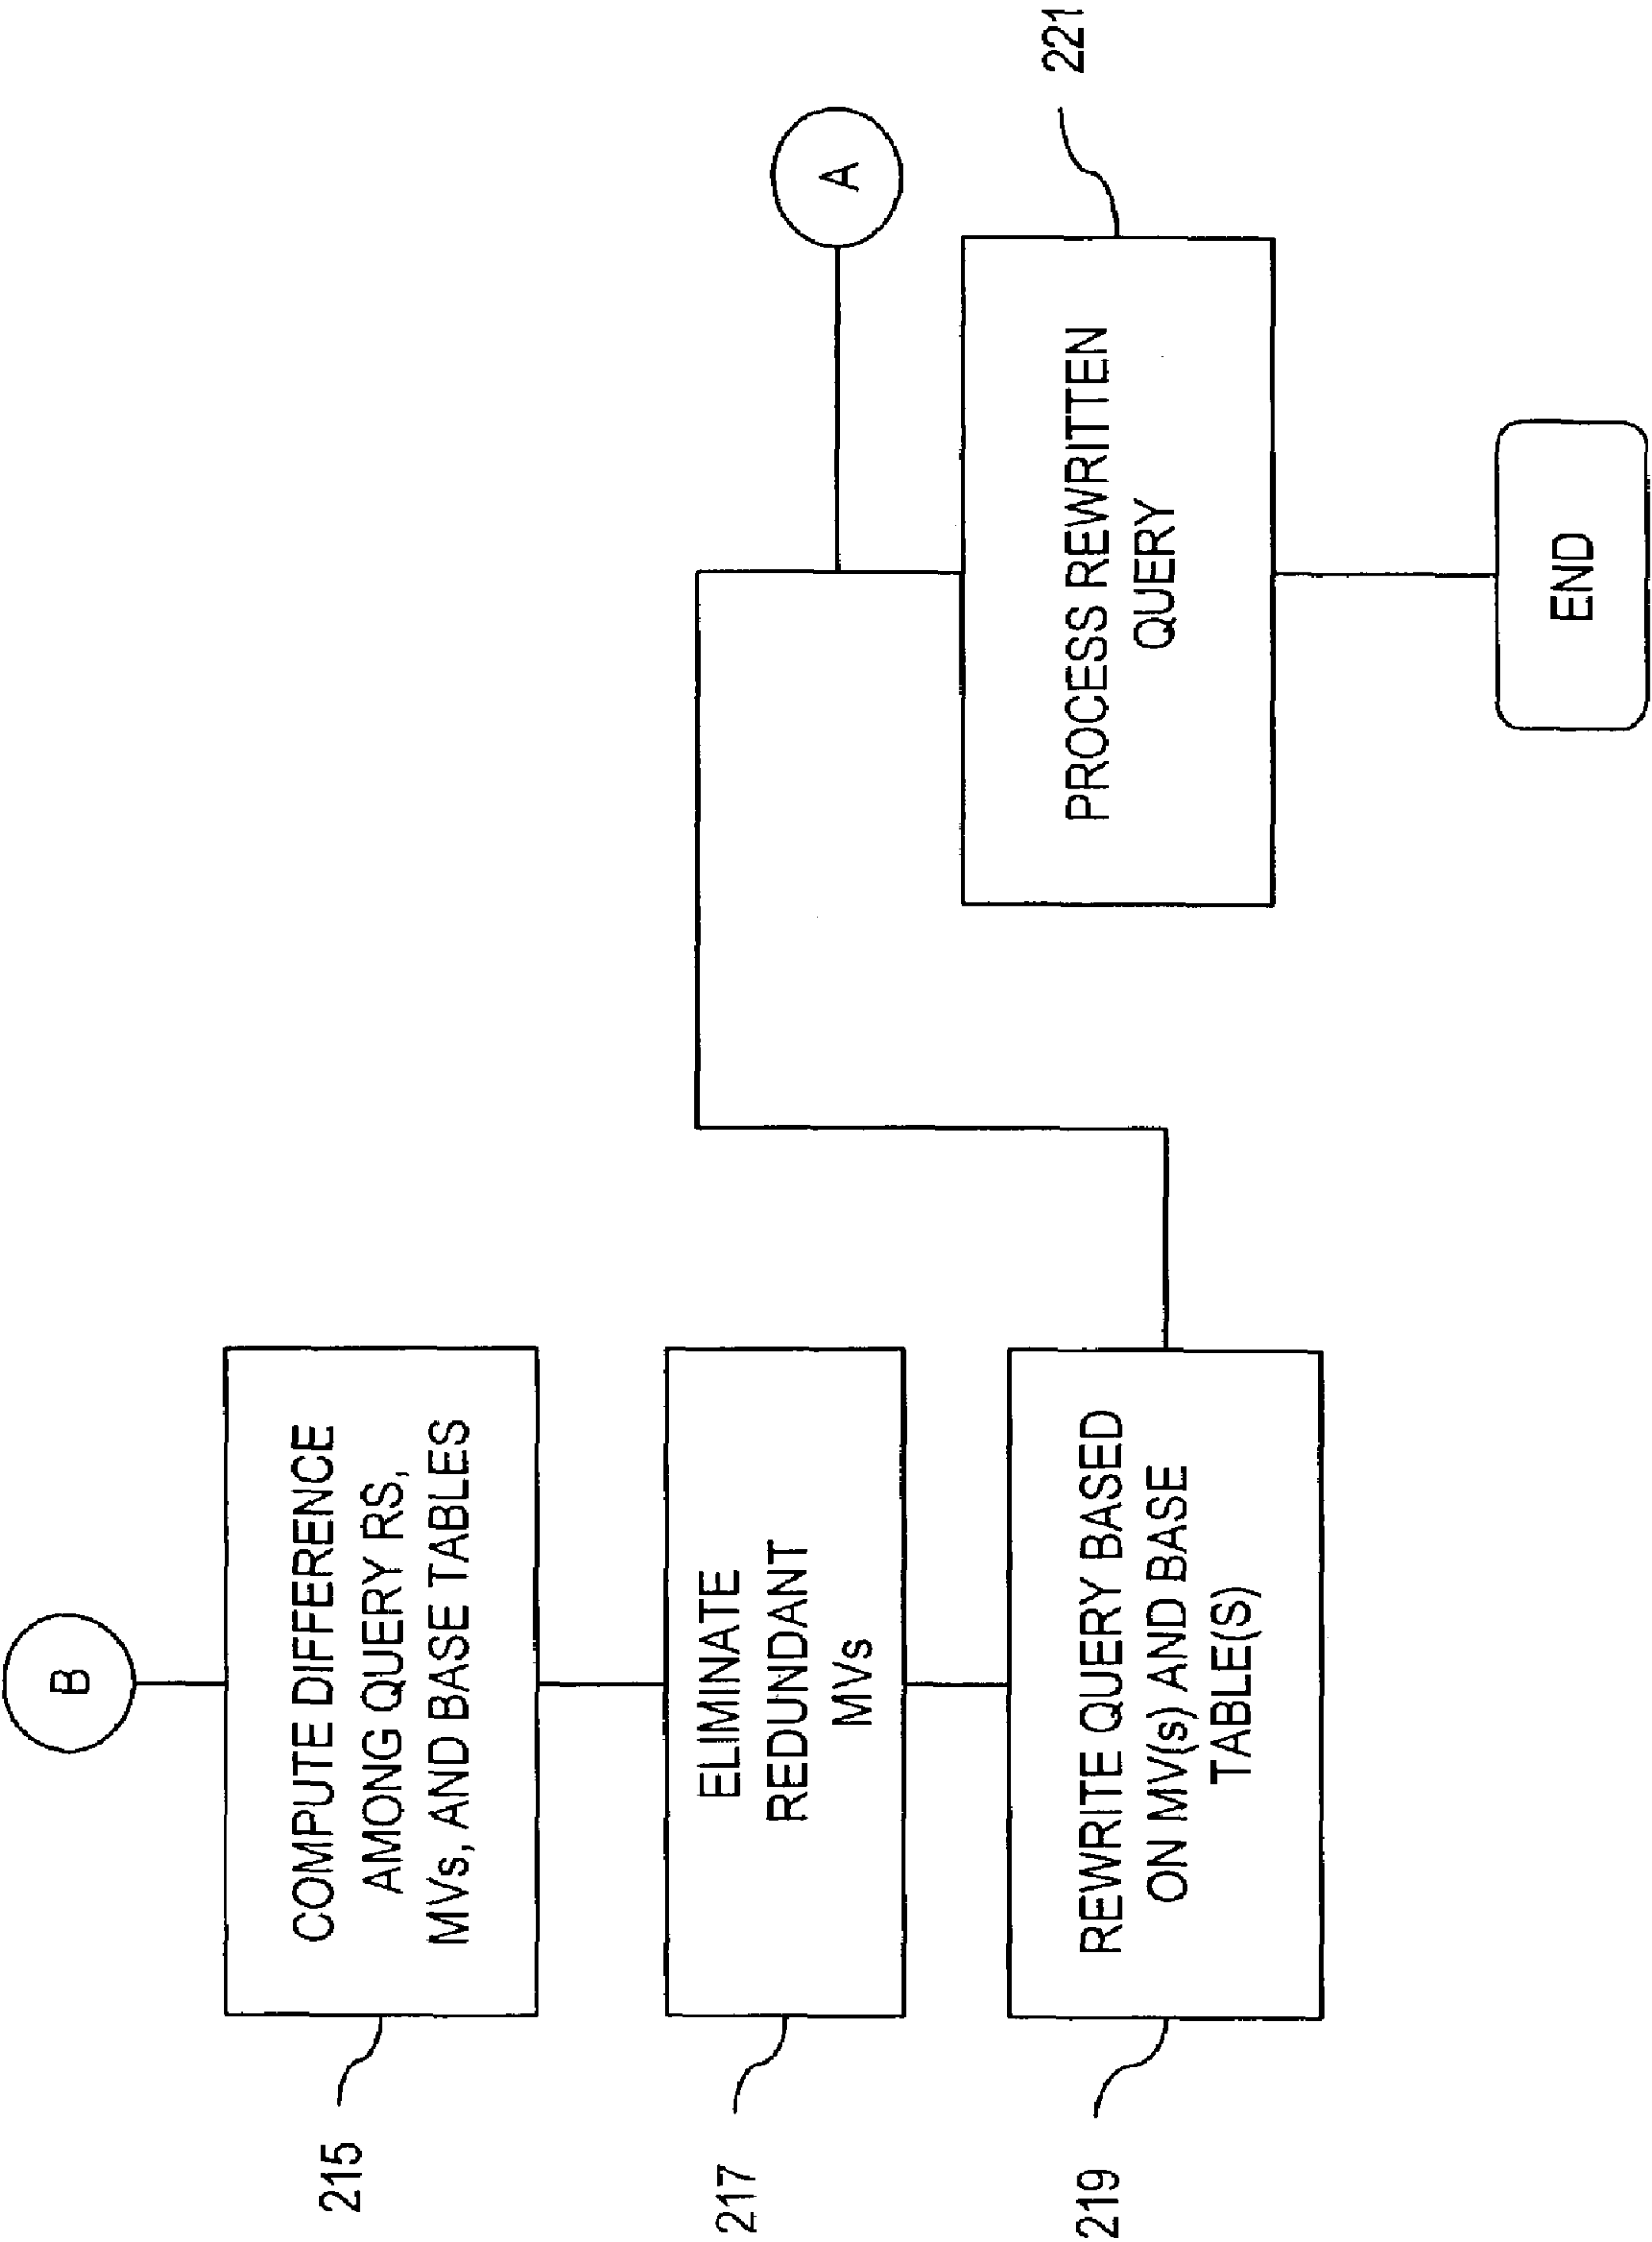 B
COMPUTE DIFFERENCE
AMONG QUERY RS,
MVs, AND BASE TABLES
215
ELIMINATE
REDUNDANT
MVs
217
REWRITE QUERY BASED
ON MV(s) AND BASE
TABLE(S)
219
A
PROCESS REWRITTEN
QUERY
221
END